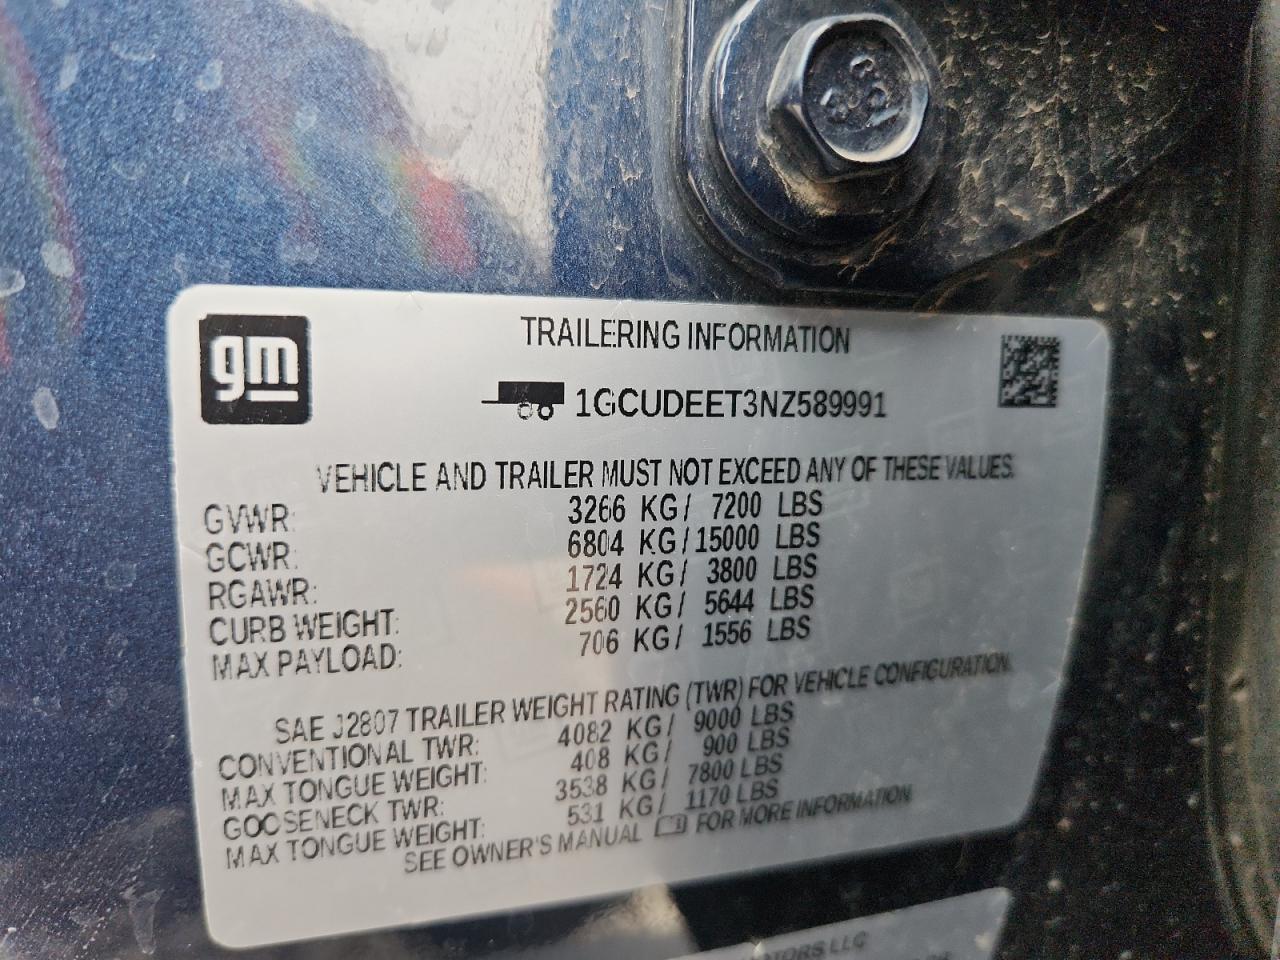 gm
TRAILERING INFORMATION
1GCUDEET3NZ589991
VEHICLE AND TRAILER MUST NOT EXCEED ANY OF THESE VALUES.
GVWR: 3266 KG/ 7200 LBS
GCWR: 6804 KG/15000 LBS
RGAWR: 1724 KG/ 3800 LBS
CURB WEIGHT: 2560 KG/ 5644 LBS
MAX PAYLOAD: 706 KG/ 1556 LBS
SAE J2807 TRAILER WEIGHT RATING (TWR) FOR VEHICLE CONFIGURATION.
CONVENTIONAL TWR: 4082 KG/ 9000 LBS
MAX TONGUE WEIGHT: 408 KG/ 900 LBS
GOOSENECK TWR: 3538 KG/ 7800 LBS
MAX TONGUE WEIGHT: 531 KG/ 1170 LBS
SEE OWNER'S MANUAL FOR MORE INFORMATION
LLC